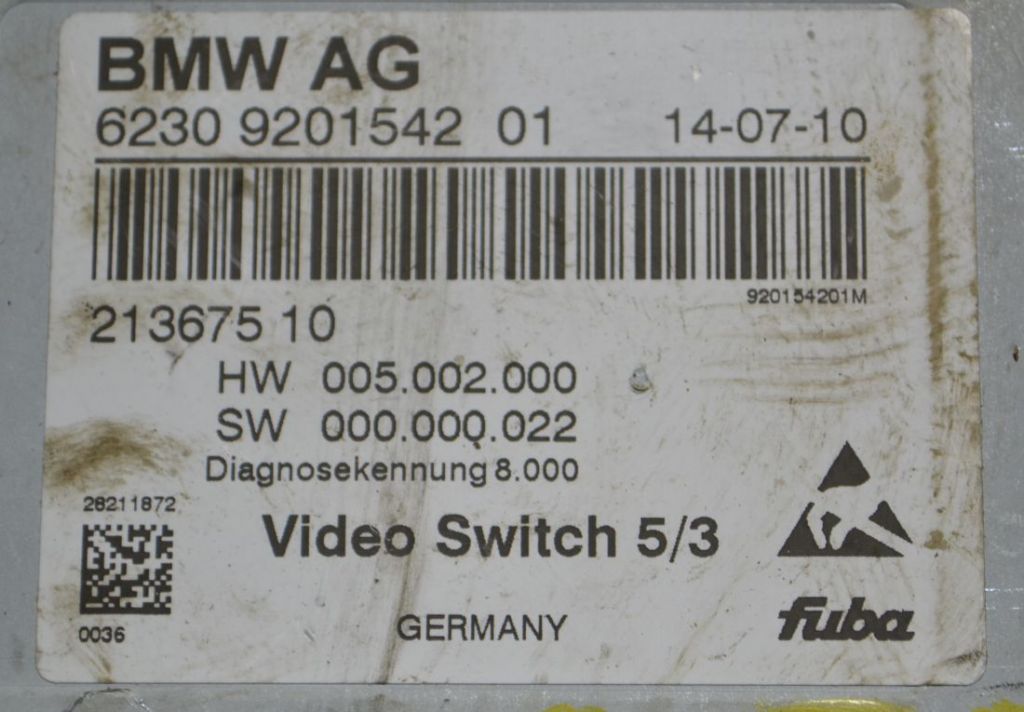 BMW AG
6230 9201542 01 14-07-10
920154201M
213675 10
HW 005.002.000
SW 000.000.022
Diagnosekennung 8.000
28211872
Video Switch 5/3
0036
GERMANY
fuba